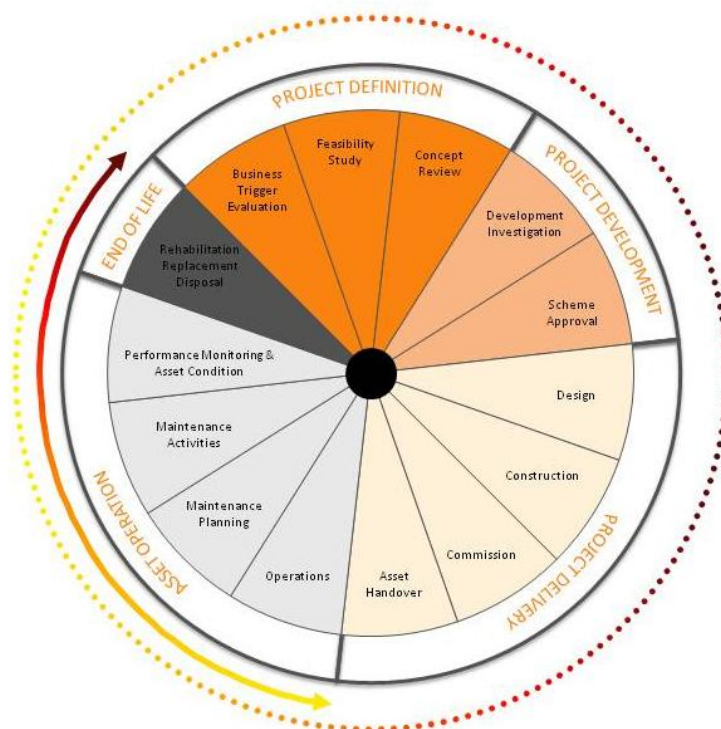 PROJECT DEFINITION
Business
Trigger
Evaluation
Feasibility
Study
Concept
Review
PROJECT DEVELOPMENT
Development
Investigation
Scheme
Approval
PROJECT DELIVERY
Design
Construction
Commission
Asset
Handover
ASSET OPERATION
Operations
Maintenance
Planning
Maintenance
Activities
Performance Monitoring &
Asset Condition
END OF LIFE
Rehabilitation
Replacement
Disposal